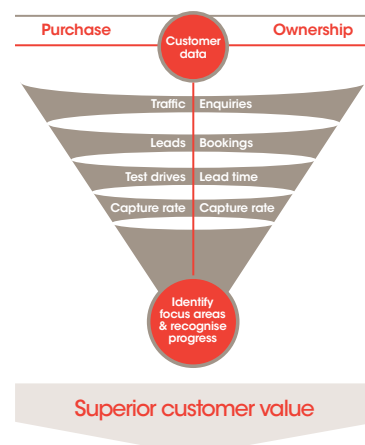 Purchase
Customer
data
Ownership
Traffic Enquiries
Leads Bookings
Test drives Lead time
Capture rate Capture rate
Identify
focus areas
& recognise
progress
Superior customer value